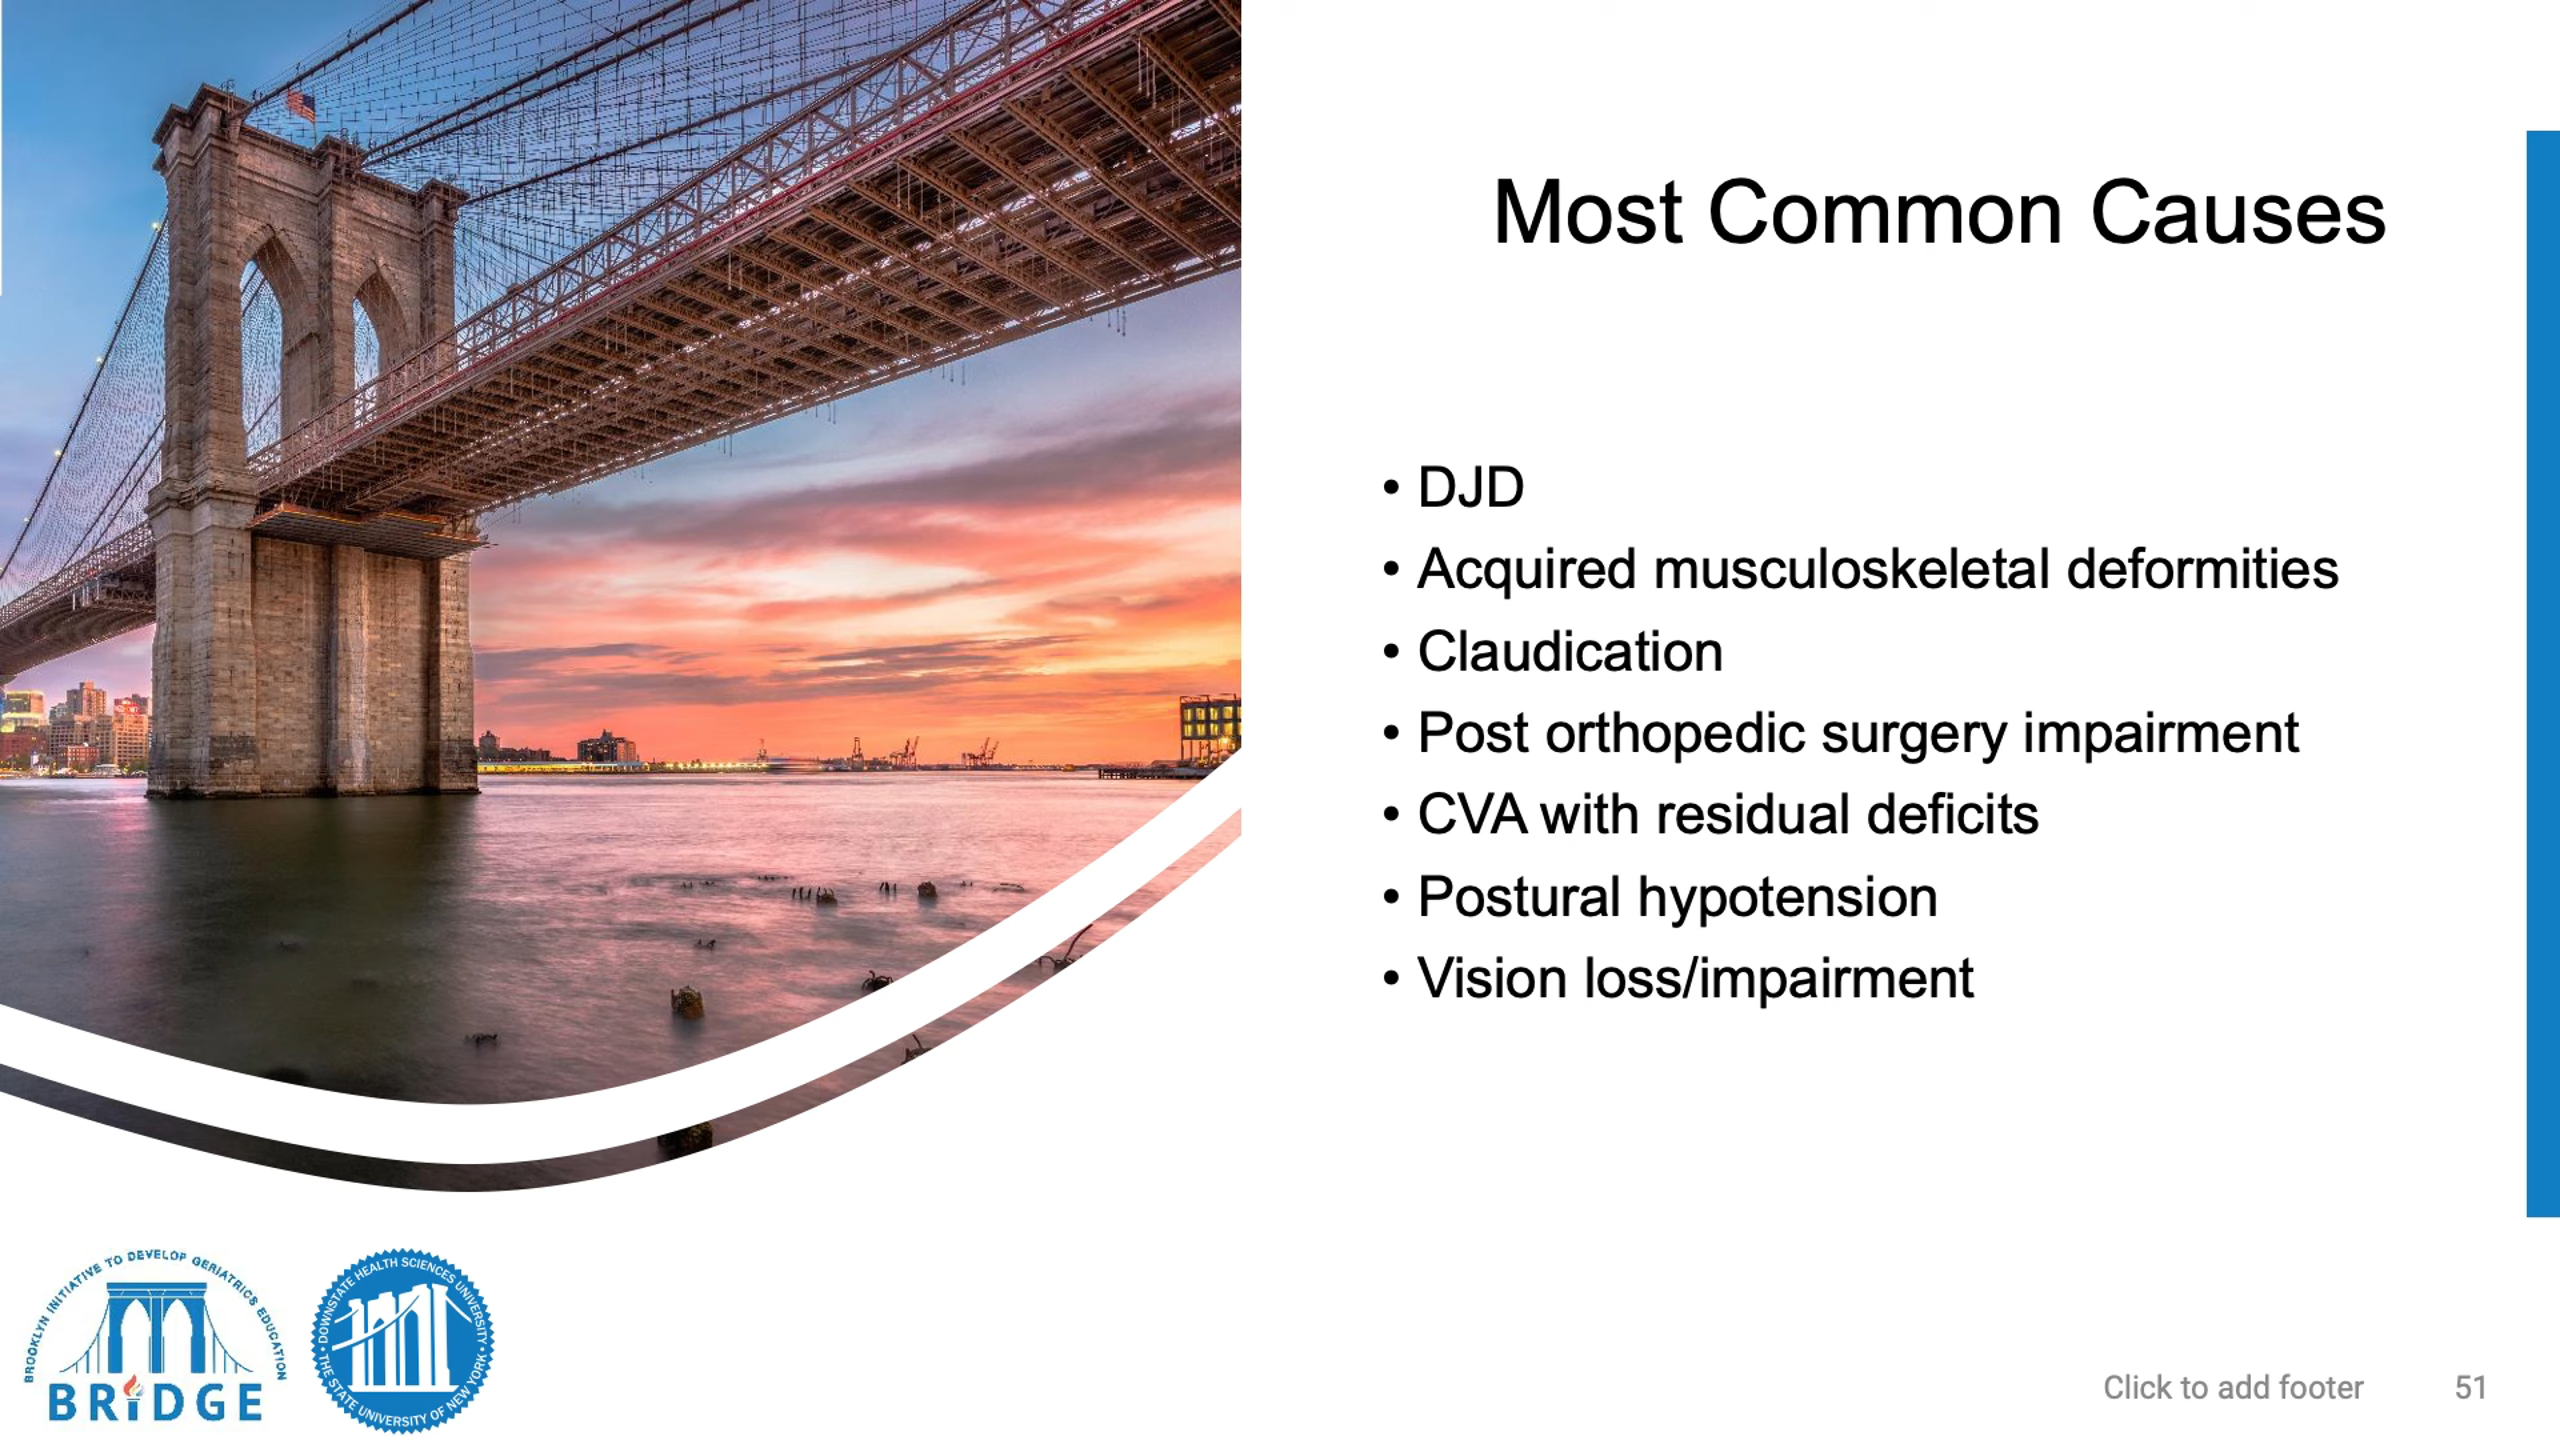 Most Common Causes
• DJD
• Acquired musculoskeletal deformities
• Claudication
• Post orthopedic surgery impairment
• CVA with residual deficits
• Postural hypotension
• Vision loss/impairment
BROOKLYN INITIATIVE TO DEVELOP GERIATRICS EDUCATION
BRIDGE
DOWNSTATE HEALTH SCIENCES UNIVERSITY
• THE STATE UNIVERSITY OF NEW YORK •
Click to add footer
51